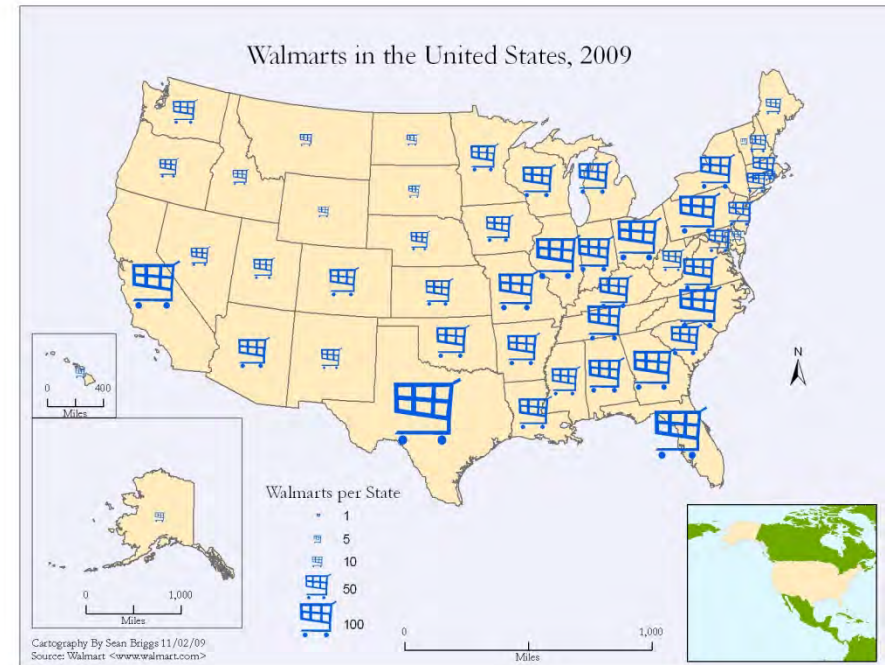 Walmarts in the United States, 2009
N
0 400
Miles
Walmarts per State
1
5
10
50
100
0 1,000
Miles
0 1,000
Miles
Cartography By Sean Briggs 11/02/09
Source: Walmart <www.walmart.com>